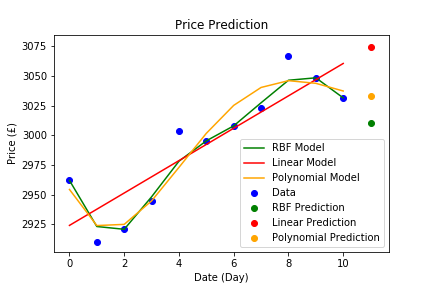 Price Prediction
Price (£)
3075
3050
3025
3000
2975
2950
2925
0
2
4
6
8
10
Date (Day)
RBF Model
Linear Model
Polynomial Model
Data
RBF Prediction
Linear Prediction
Polynomial Prediction